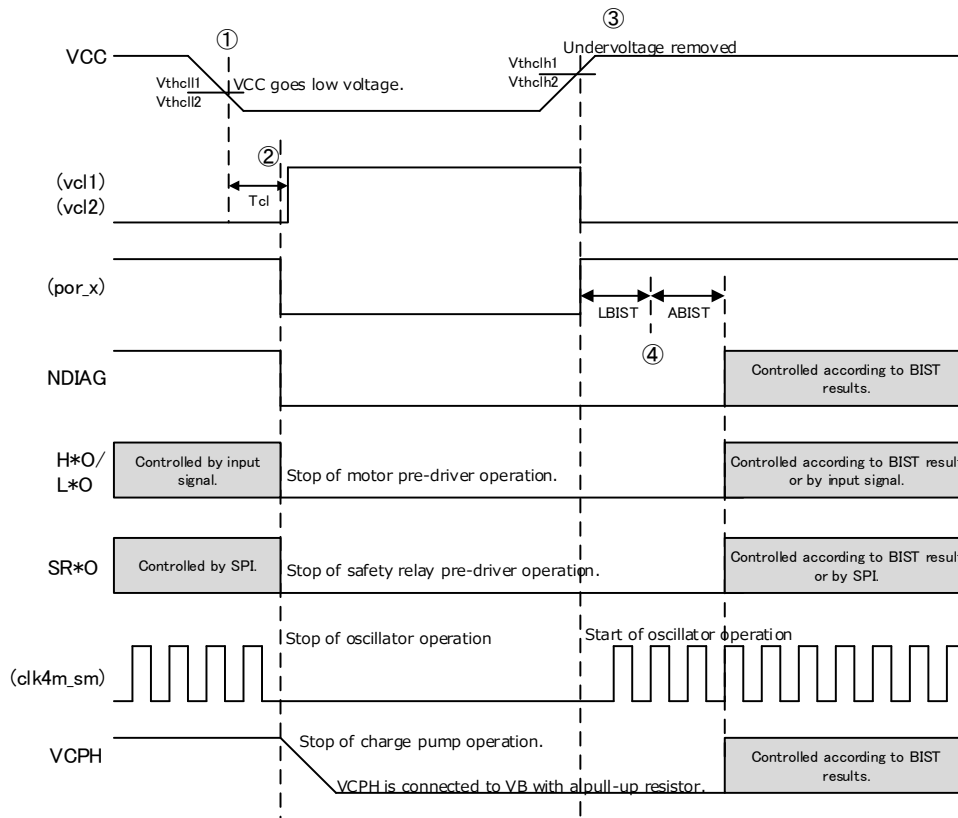 ①
③
VCC
Undervoltage removed
Vthcll1
Vthcll2
VCC goes low voltage.
Vthclh1
Vthclh2
②
(vcl1)
(vcl2)
Tcl
(por_x)
LBIST
ABIST
④
NDIAG
Controlled according to BIST
results.
H*O/
L*O
Controlled by input
signal.
Stop of motor pre-driver operation.
Controlled according to BIST result
or by input signal.
SR*O
Controlled by SPI.
Stop of safety relay pre-driver operation.
Controlled according to BIST result
or by SPI.
Stop of oscillator operation
Start of oscillator operation
(clk4m_sm)
VCPH
Stop of charge pump operation.
VCPH is connected to VB with a pull-up resistor.
Controlled according to BIST
results.